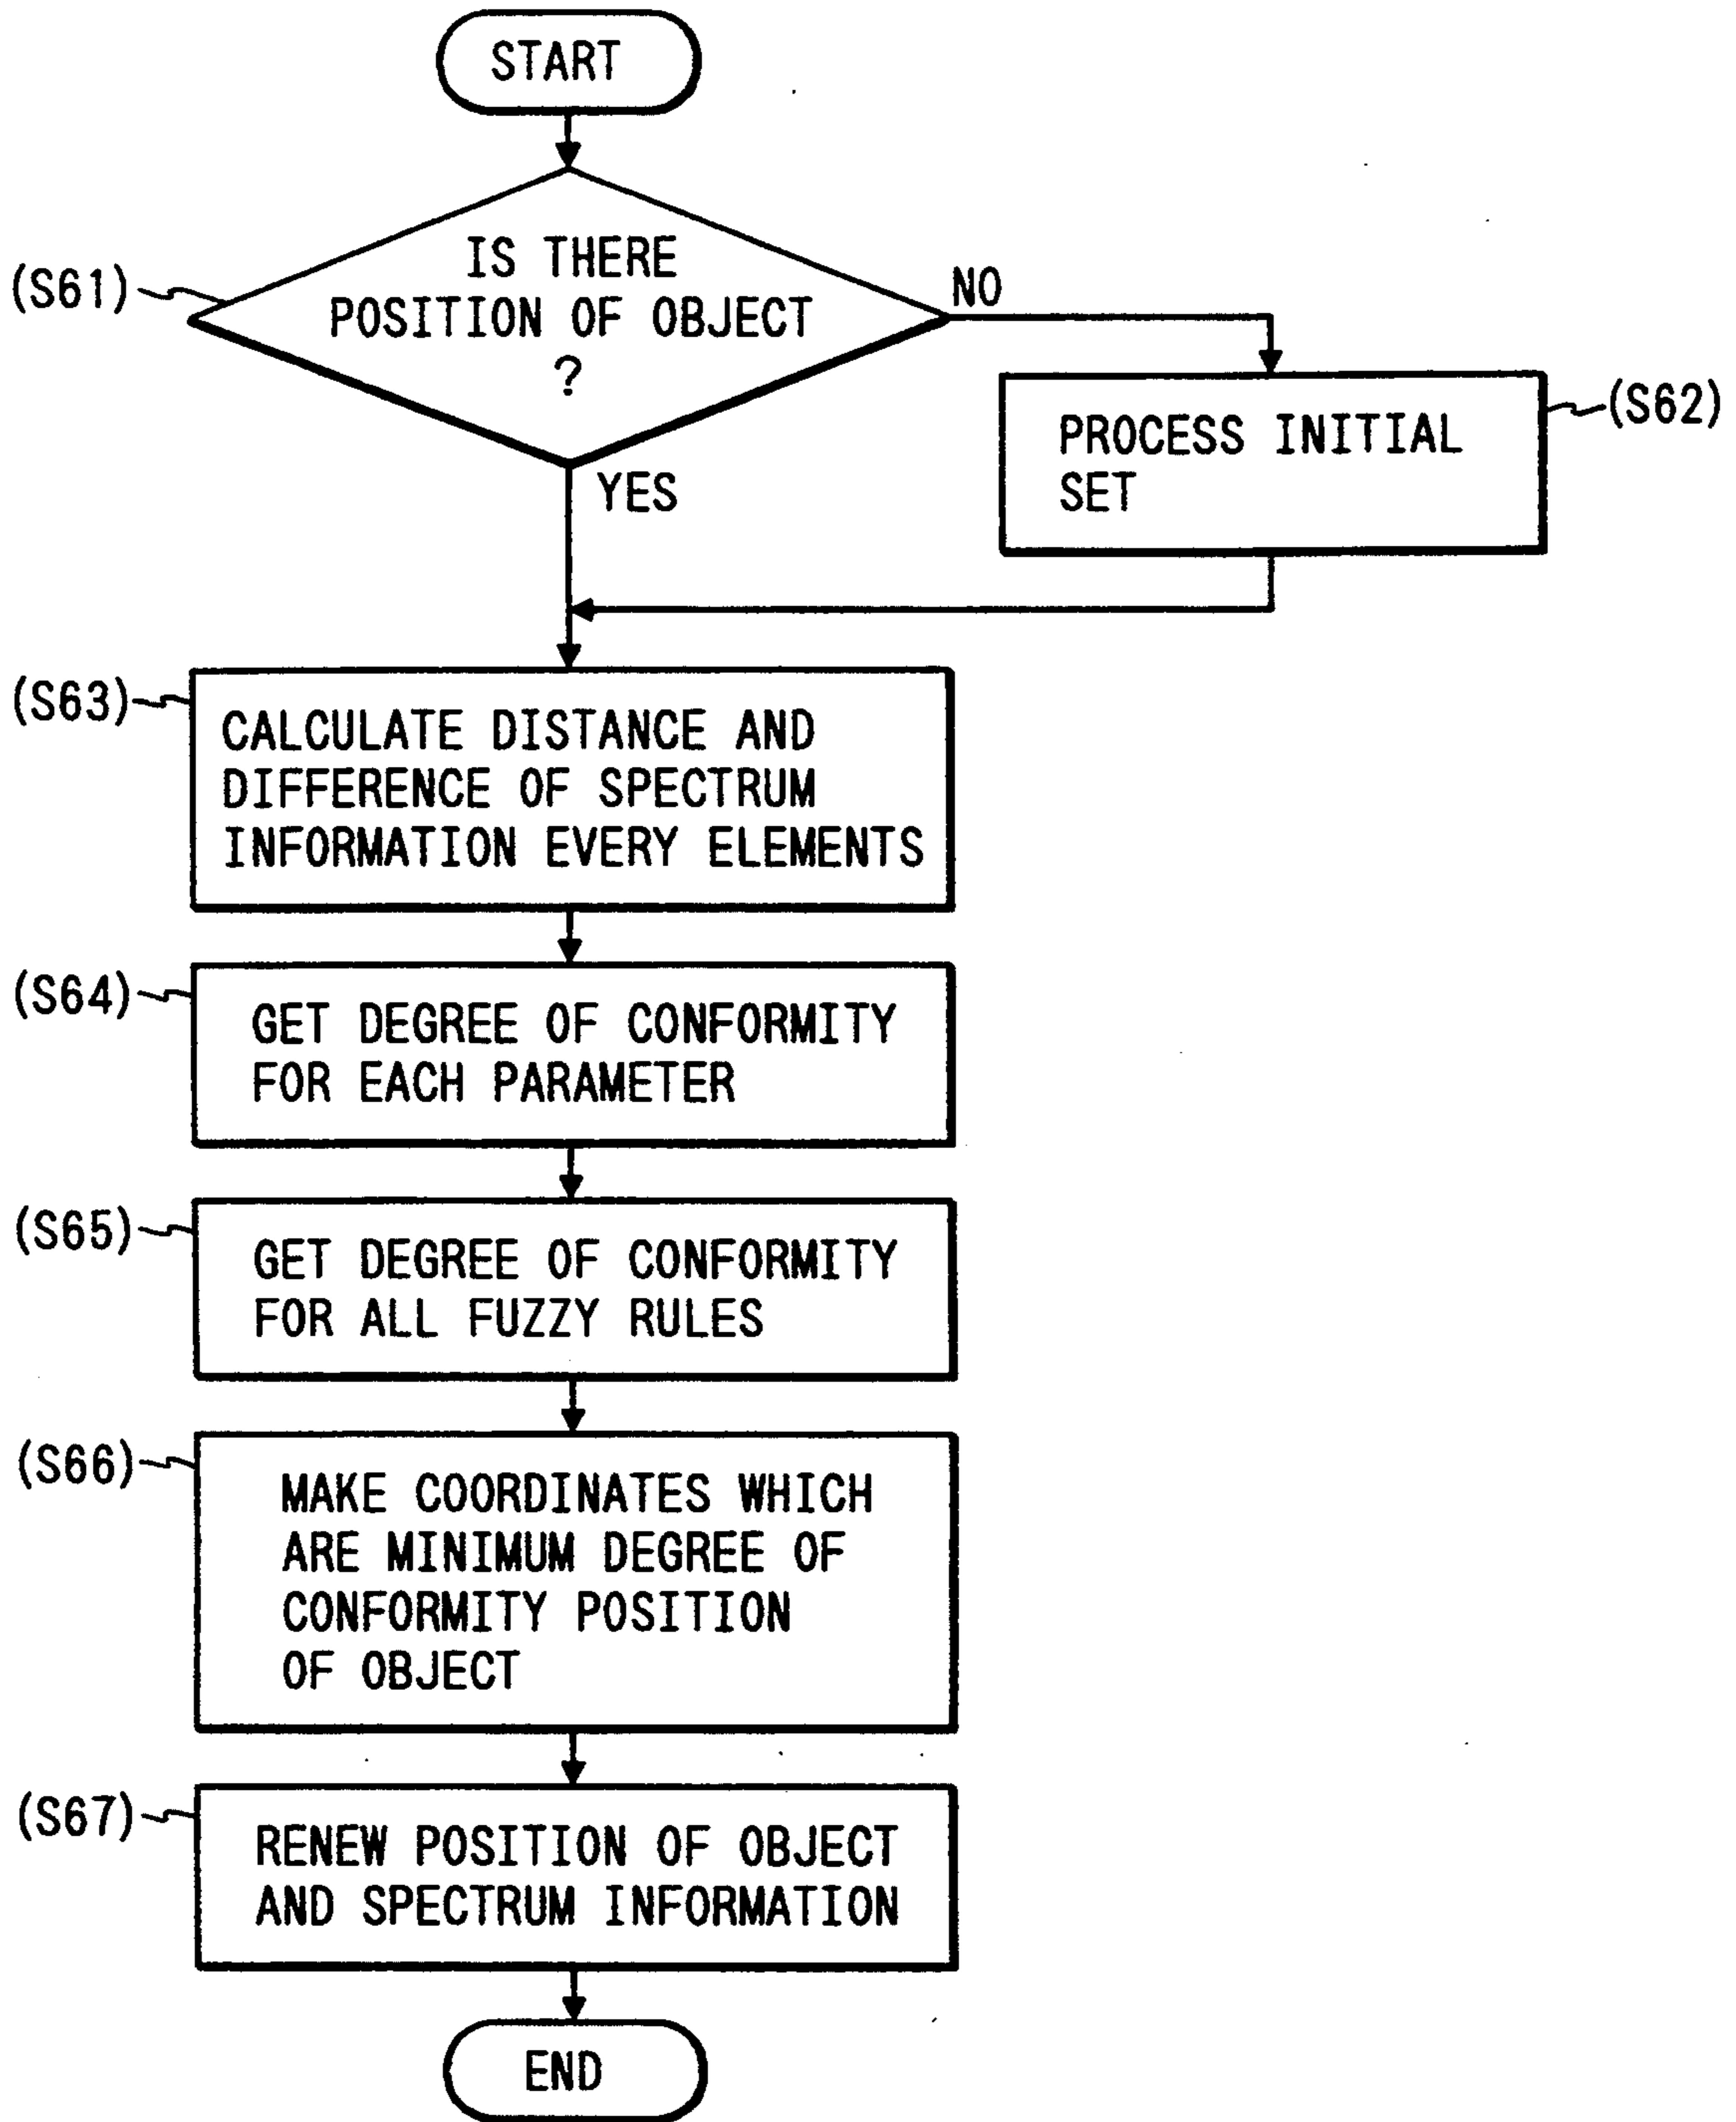 START
(S61)
IS THERE
POSITION OF OBJECT
?
NO
YES
PROCESS INITIAL
SET
(S62)
(S63)
CALCULATE DISTANCE AND
DIFFERENCE OF SPECTRUM
INFORMATION EVERY ELEMENTS
(S64)
GET DEGREE OF CONFORMITY
FOR EACH PARAMETER
(S65)
GET DEGREE OF CONFORMITY
FOR ALL FUZZY RULES
(S66)
MAKE COORDINATES WHICH
ARE MINIMUM DEGREE OF
CONFORMITY POSITION
OF OBJECT
(S67)
RENEW POSITION OF OBJECT
AND SPECTRUM INFORMATION
END